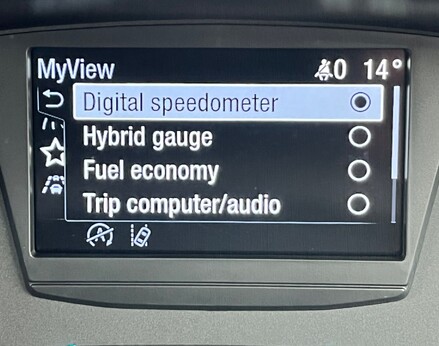 MyView 0 14°
Digital speedometer
Hybrid gauge
Fuel economy
Trip computer/audio